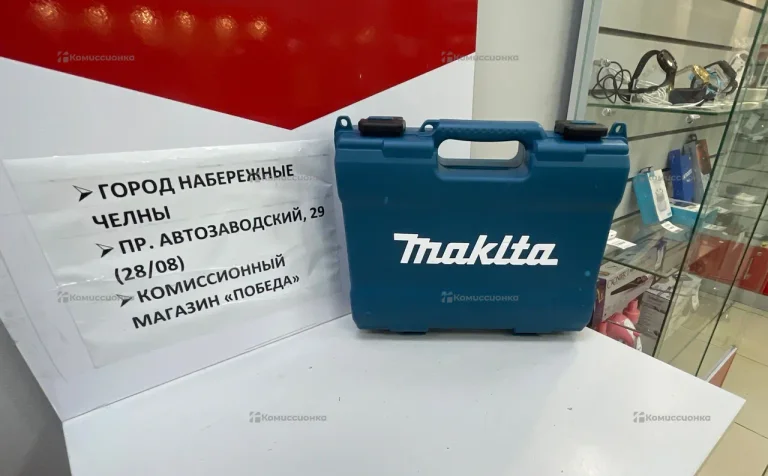 ➢ ГОРОД НАБЕРЕЖНЫЕ
ЧЕЛНЫ
➢ ПР. АВТОЗАВОДСКИЙ, 29
(28/08)
➢ КОМИССИОННЫЙ
МАГАЗИН «ПОБЕДА»
makita
Комиссионка
Комиссионка
Комиссионка
Комиссионка
Комиссионка
Комиссионка
Комиссионка